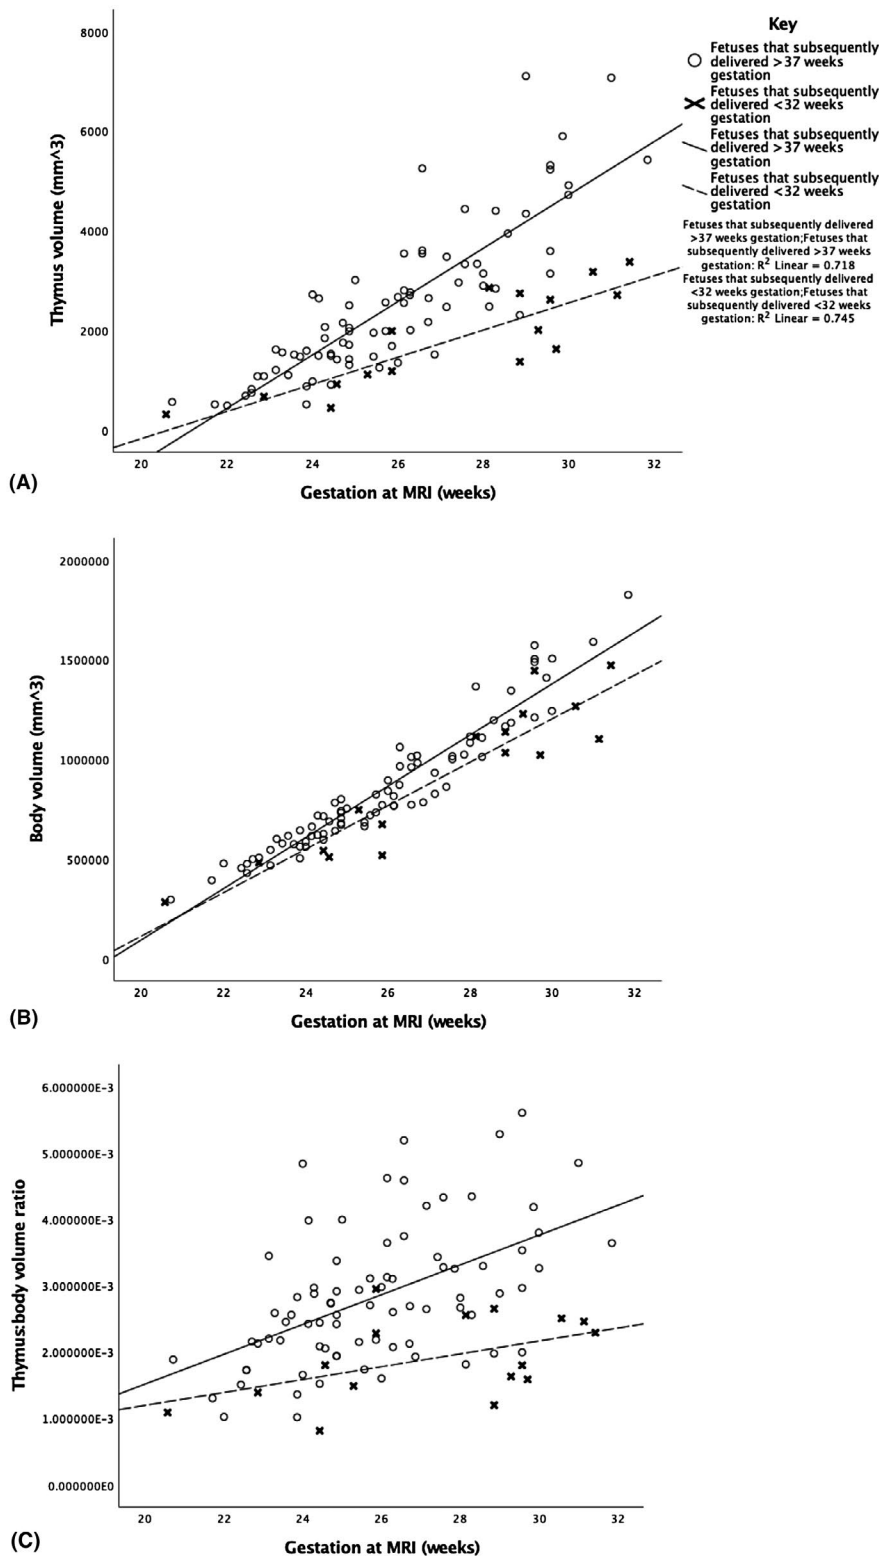 8000
6000
4000
2000
0
Thymus volume (mm^3)
20 22 24 26 28 30 32
Gestation at MRI (weeks)
(A)
Key
Fetuses that subsequently
delivered >37 weeks
gestation
Fetuses that subsequently
delivered <32 weeks
gestation
Fetuses that subsequently
delivered >37 weeks
gestation
Fetuses that subsequently
delivered <32 weeks
gestation
Fetuses that subsequently delivered
>37 weeks gestation;Fetuses that
subsequently delivered >37 weeks
gestation: R² Linear = 0.718
Fetuses that subsequently delivered
<32 weeks gestation;Fetuses that
subsequently delivered <32 weeks
gestation: R² Linear = 0.745
2000000
1500000
1000000
500000
0
Body volume (mm^3)
20 22 24 26 28 30 32
Gestation at MRI (weeks)
(B)
6.000000E-3
5.000000E-3
4.000000E-3
3.000000E-3
2.000000E-3
1.000000E-3
0.000000E0
Thymus:body volume ratio
20 22 24 26 28 30 32
Gestation at MRI (weeks)
(C)